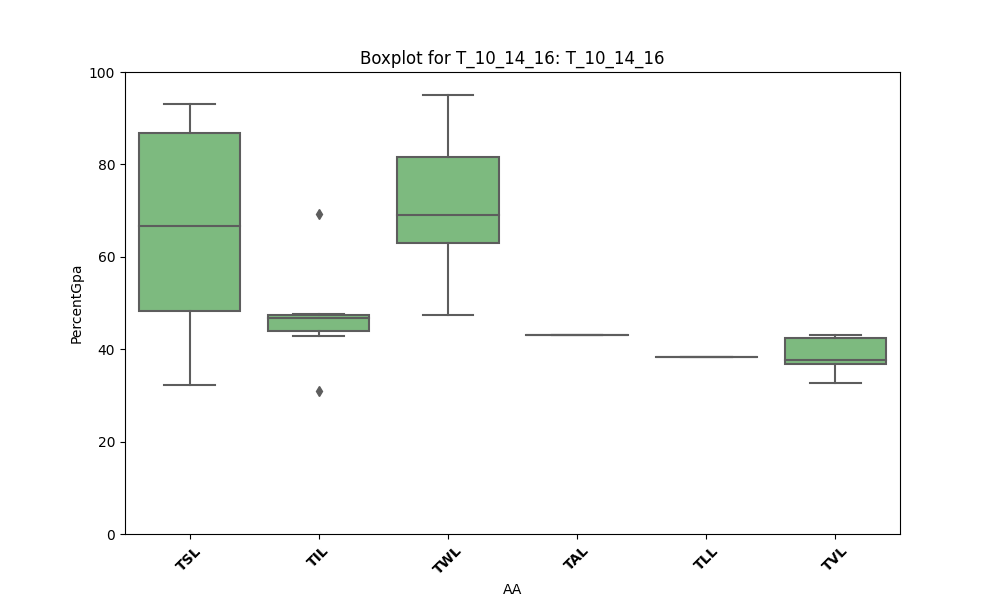 Boxplot for T_10_14_16: T_10_14_16
100
80
60
40
20
0
PercentGpa
TSL
TIL
TWL
TAL
TLL
TVL
AA